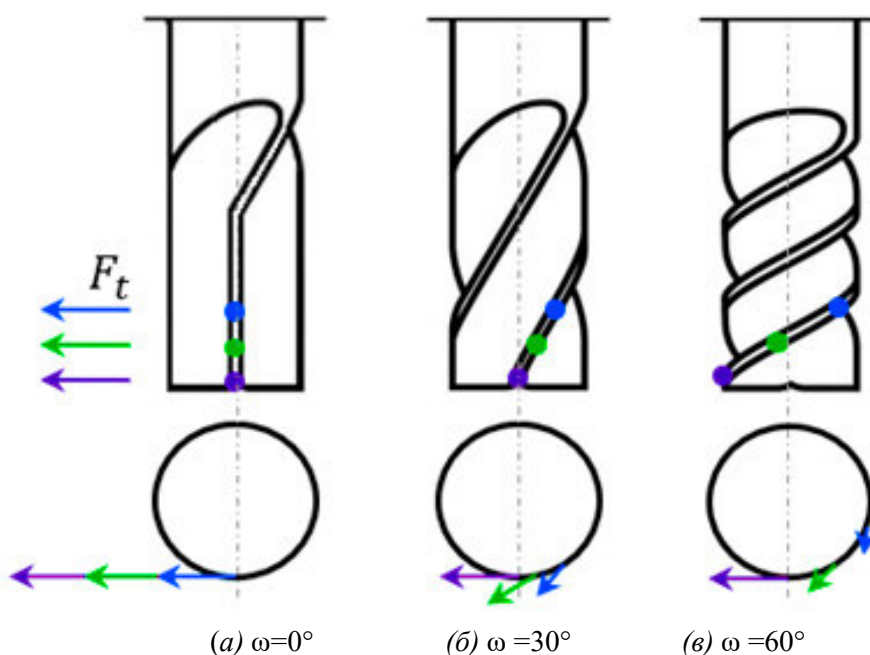 F_t
(а) ω=0° (б) ω =30° (в) ω =60°